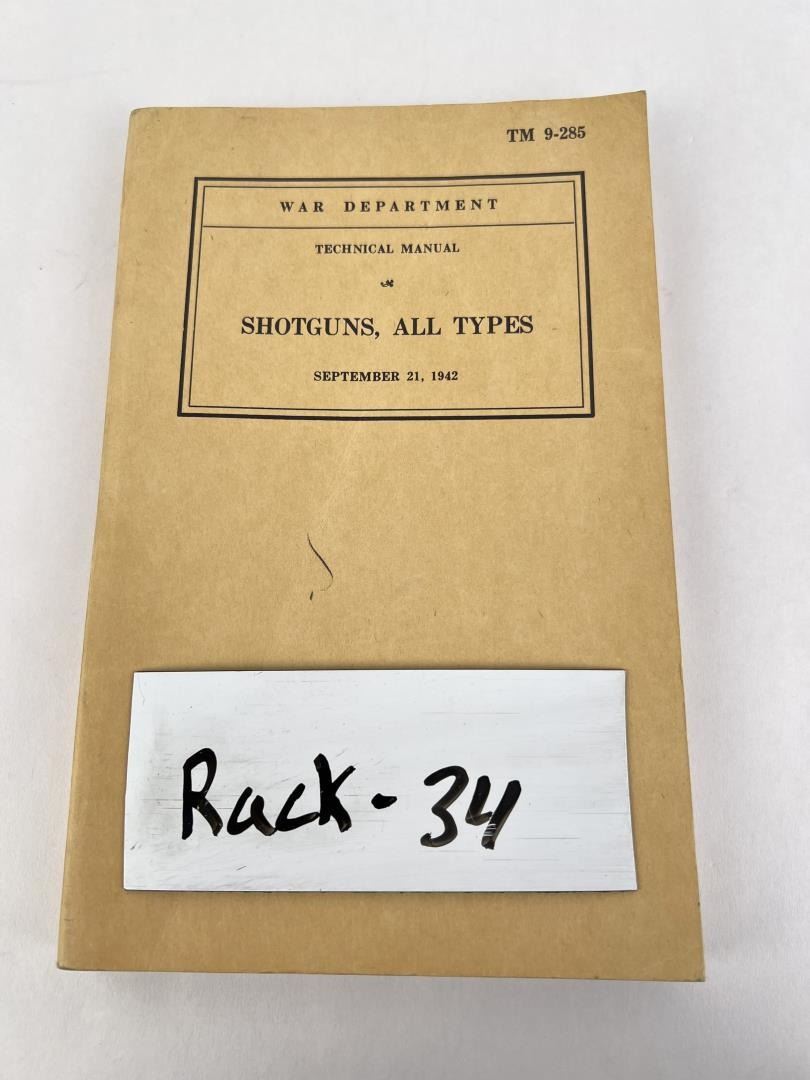 TM 9-285
WAR DEPARTMENT
TECHNICAL MANUAL
SHOTGUNS, ALL TYPES
SEPTEMBER 21, 1942
Rack - 34